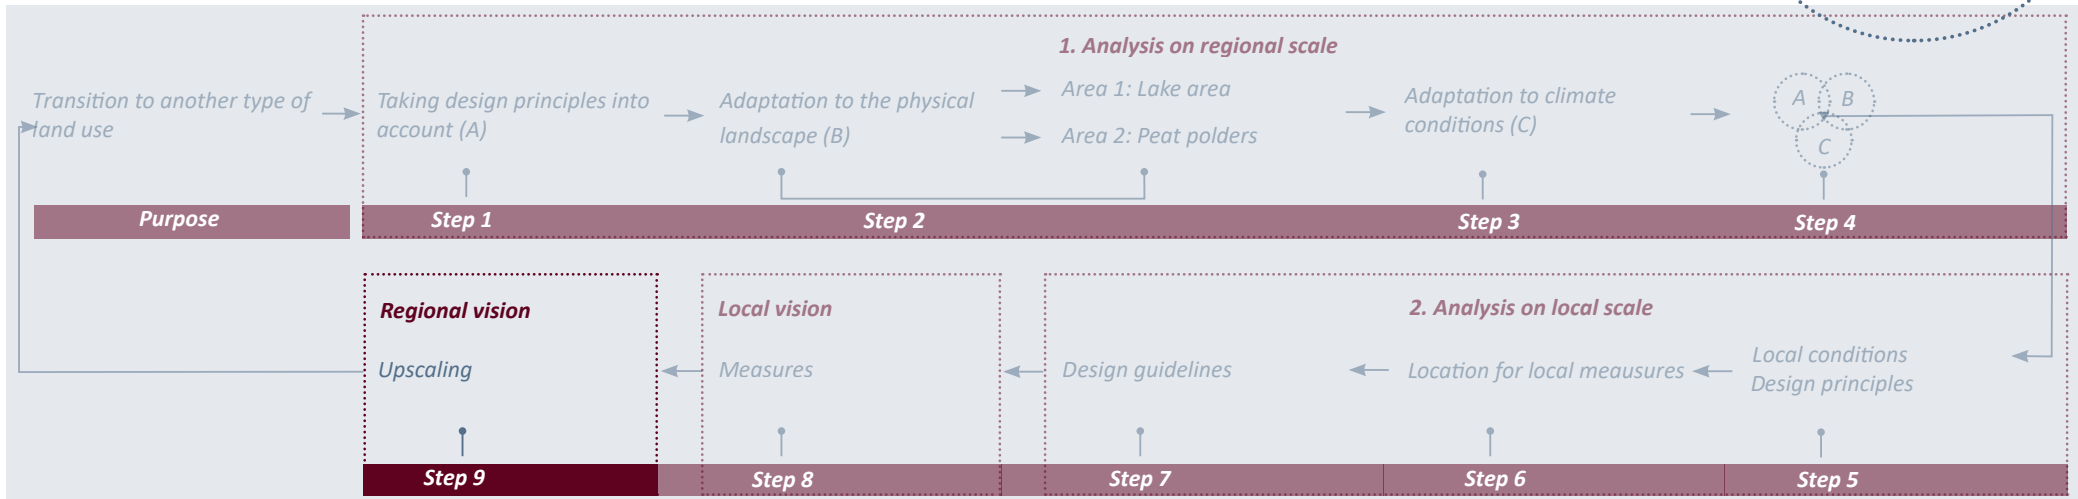 1. Analysis on regional scale
Transition to another type of
land use
Taking design principles into
account (A)
Adaptation to the physical
landscape (B)
Area 1: Lake area
Area 2: Peat polders
Adaptation to climate
conditions (C)
A
B
C
Purpose
Step 1
Step 2
Step 3
Step 4
Regional vision
Upscaling
Local vision
Measures
2. Analysis on local scale
Design guidelines
Location for local meausures
Local conditions
Design principles
Step 9
Step 8
Step 7
Step 6
Step 5